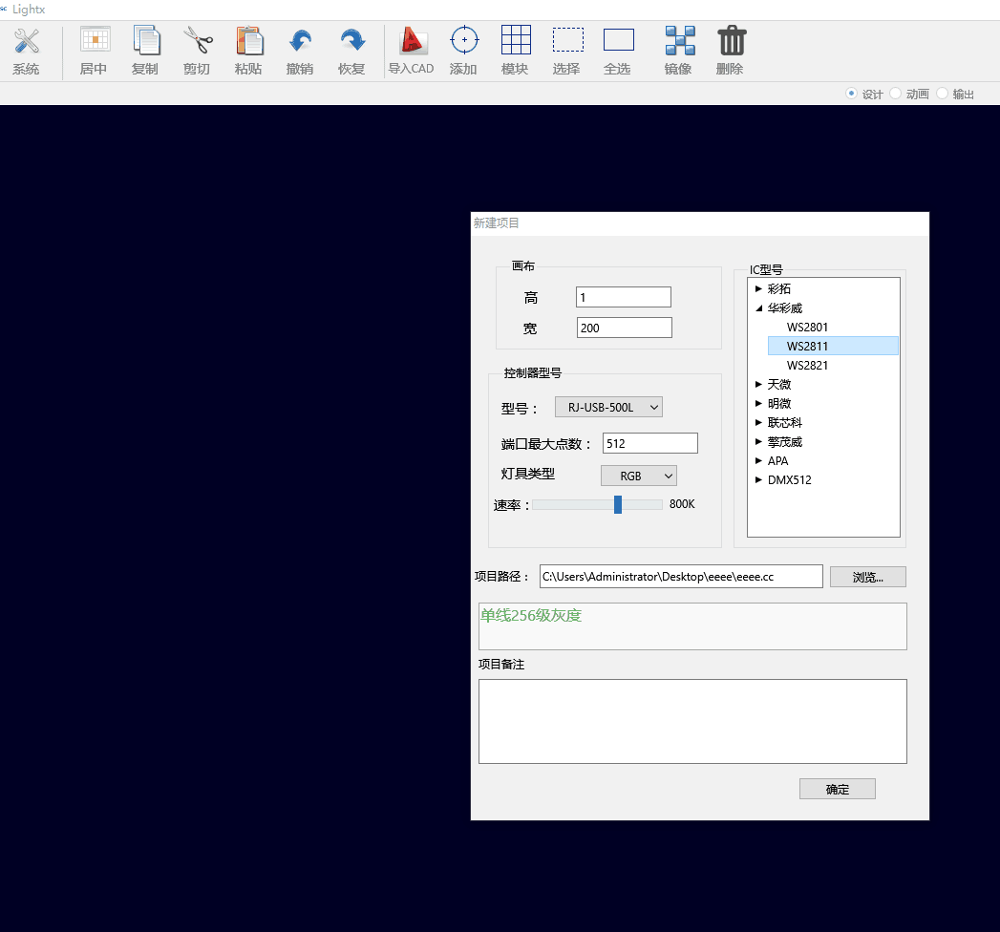 sc Lightx
系统 居中 复制 剪切 粘贴 撤销 恢复 导入CAD 添加 模块 选择 全选 镜像 删除
设计 动画 输出
新建项目
画布
高 1
宽 200
控制器型号
型号： RJ-USB-500L
端口最大点数： 512
灯具类型 RGB
速率： 800K
IC型号
彩拓
华彩威
WS2801
WS2811
WS2821
天微
明微
联芯科
擎茂威
APA
DMX512
项目路径： C:\Users\Administrator\Desktop\eeee\eeee.cc 浏览...
单线256级灰度
项目备注
确定